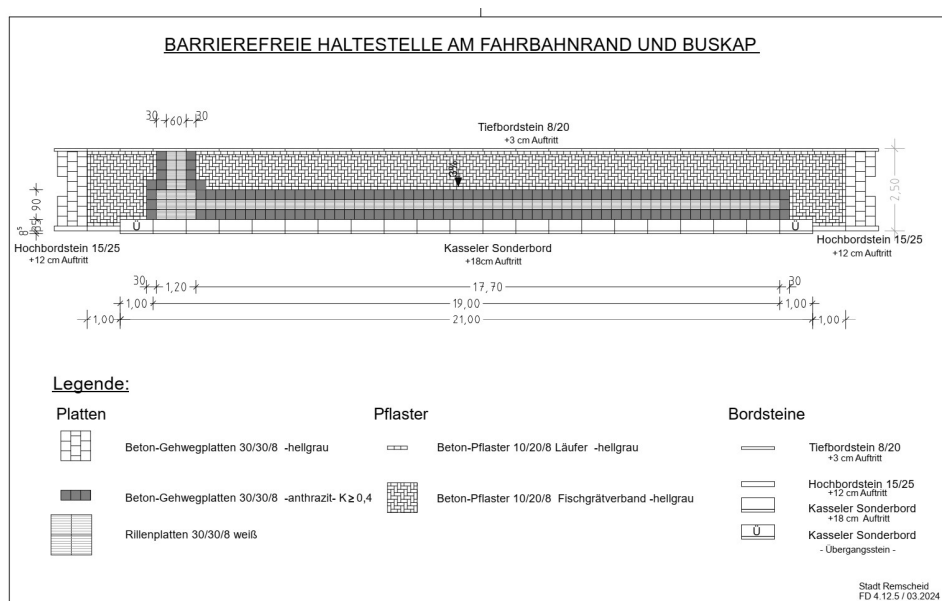 BARRIEREFREIE HALTESTELLE AM FAHRBAHNRAND UND BUSKAP
30 60 30
Tiefbordstein 8/20
+3 cm Auftritt
3%
2,50
90
35
8⁵
Ü Ü
Hochbordstein 15/25
+12 cm Auftritt
Kasseler Sonderbord
+18cm Auftritt
Hochbordstein 15/25
+12 cm Auftritt
30 1,20 17,70 30
1,00 19,00 1,00
1,00 21,00 1,00
Legende:
Platten Pflaster Bordsteine
Beton-Gehwegplatten 30/30/8 -hellgrau
Beton-Pflaster 10/20/8 Läufer -hellgrau
Tiefbordstein 8/20
+3 cm Auftritt
Beton-Gehwegplatten 30/30/8 -anthrazit- K ≥ 0,4
Beton-Pflaster 10/20/8 Fischgrätverband -hellgrau
Hochbordstein 15/25
+12 cm Auftritt
Kasseler Sonderbord
+18 cm Auftritt
Rillenplatten 30/30/8 weiß
Ü
Kasseler Sonderbord
- Übergangsstein -
Stadt Remscheid
FD 4.12.5 / 03.2024